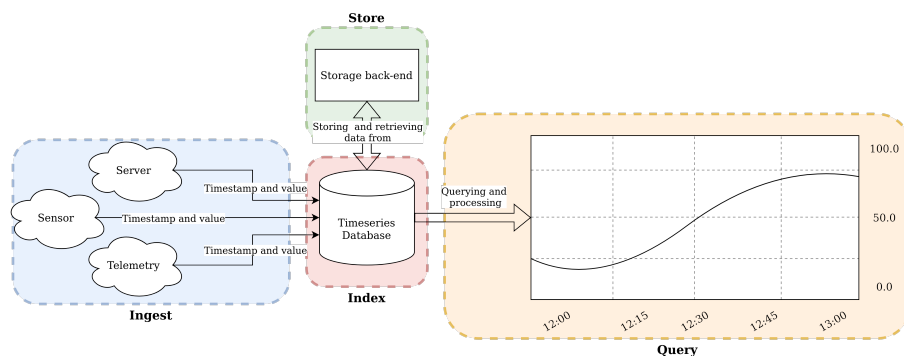 Store
Storage back-end
Storing and retrieving
data from
Server
Timestamp and value
Sensor
Timestamp and value
Telemetry
Timestamp and value
Ingest
Timeseries
Database
Index
Querying and
processing
100.0
50.0
0.0
12:00
12:15
12:30
12:45
13:00
Query